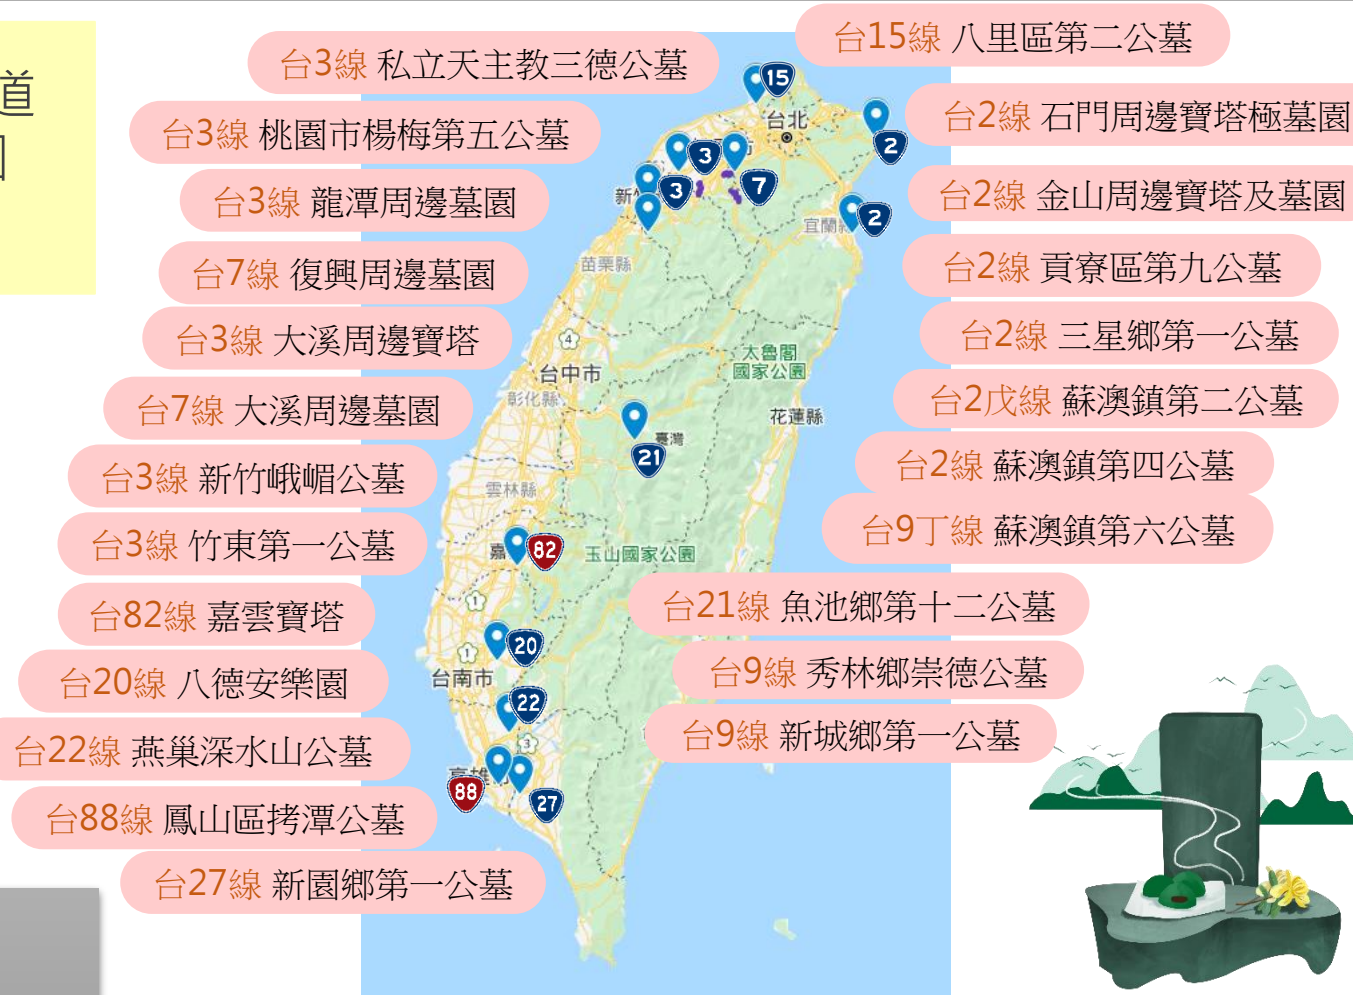 道
台3線 私立天主教三德公墓
台3線 桃園市楊梅第五公墓
台3線 龍潭周邊墓園
台7線 復興周邊墓園
台3線 大溪周邊寶塔
台7線 大溪周邊墓園
台3線 新竹峨嵋公墓
台3線 竹東第一公墓
台82線 嘉雲寶塔
台20線 八德安樂園
台22線 燕巢深水山公墓
台88線 鳳山區拷潭公墓
台27線 新園鄉第一公墓
台15線 八里區第二公墓
台2線 石門周邊寶塔極墓園
台2線 金山周邊寶塔及墓園
台2線 貢寮區第九公墓
台2線 三星鄉第一公墓
台2戊線 蘇澳鎮第二公墓
台2線 蘇澳鎮第四公墓
台9丁線 蘇澳鎮第六公墓
台21線 魚池鄉第十二公墓
台9線 秀林鄉崇德公墓
台9線 新城鄉第一公墓
15
台北
2
3
3
7
新竹
2
宜蘭縣
苗栗縣
4
太魯閣
國家公園
台中市
彰化縣
花蓮縣
臺灣
21
雲林縣
嘉
82
玉山國家公園
1
1
20
台南市
22
3
高雄
88
27